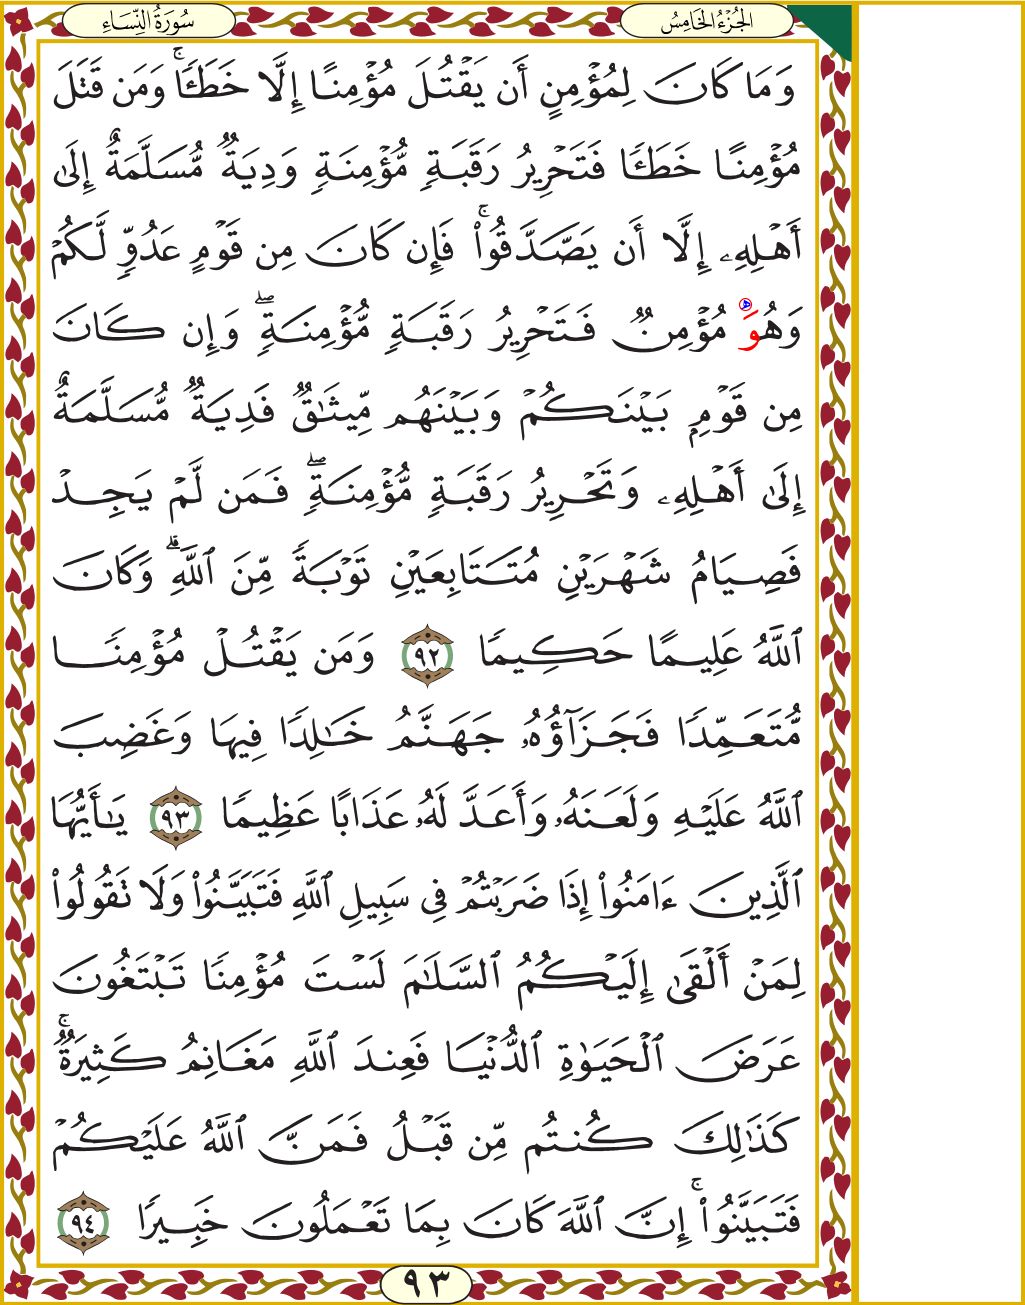 الجُزْءُ الخَامِسُ
سُورَةُ النِّسَاءِ
وَمَا كَانَ لِمُؤْمِنٍ أَن يَقْتُلَ مُؤْمِنًا إِلَّا خَطَـًٔا ۚ وَمَن قَتَلَ
مُؤْمِنًا خَطَـًٔا فَتَحْرِيرُ رَقَبَةٍ مُّؤْمِنَةٍ وَدِيَةٌ مُّسَلَّمَةٌ إِلَىٰٓ
أَهْلِهِۦٓ إِلَّآ أَن يَصَّدَّقُوا۟ ۚ فَإِن كَانَ مِن قَوْمٍ عَدُوٍّ لَّكُمْ
وَهُوَ مُؤْمِنٌ فَتَحْرِيرُ رَقَبَةٍ مُّؤْمِنَةٍ ۖ وَإِن كَانَ
مِن قَوْمٍۭ بَيْنَكُمْ وَبَيْنَهُم مِّيثَـٰقٌ فَدِيَةٌ مُّسَلَّمَةٌ
إِلَىٰٓ أَهْلِهِۦ وَتَحْرِيرُ رَقَبَةٍ مُّؤْمِنَةٍ ۖ فَمَن لَّمْ يَجِدْ
فَصِيَامُ شَهْرَيْنِ مُتَتَابِعَيْنِ تَوْبَةً مِّنَ ٱللَّهِ ۗ وَكَانَ
ٱللَّهُ عَلِيمًا حَكِيمًا ٩٢ وَمَن يَقْتُلْ مُؤْمِنًا
مُّتَعَمِّدًا فَجَزَآؤُهُۥ جَهَنَّمُ خَـٰلِدًا فِيهَا وَغَضِبَ
ٱللَّهُ عَلَيْهِ وَلَعَنَهُۥ وَأَعَدَّ لَهُۥ عَذَابًا عَظِيمًا ٩٣ يَـٰٓأَيُّهَا
ٱلَّذِينَ ءَامَنُوٓا۟ إِذَا ضَرَبْتُمْ فِى سَبِيلِ ٱللَّهِ فَتَبَيَّنُوا۟ وَلَا تَقُولُوا۟
لِمَنْ أَلْقَىٰٓ إِلَيْكُمُ ٱلسَّلَـٰمَ لَسْتَ مُؤْمِنًا تَبْتَغُونَ
عَرَضَ ٱلْحَيَوٰةِ ٱلدُّنْيَا فَعِندَ ٱللَّهِ مَغَانِمُ كَثِيرَةٌ ۚ
كَذَٰلِكَ كُنتُم مِّن قَبْلُ فَمَنَّ ٱللَّهُ عَلَيْكُمْ
فَتَبَيَّنُوٓا۟ ۚ إِنَّ ٱللَّهَ كَانَ بِمَا تَعْمَلُونَ خَبِيرًا ٩٤
٩٣